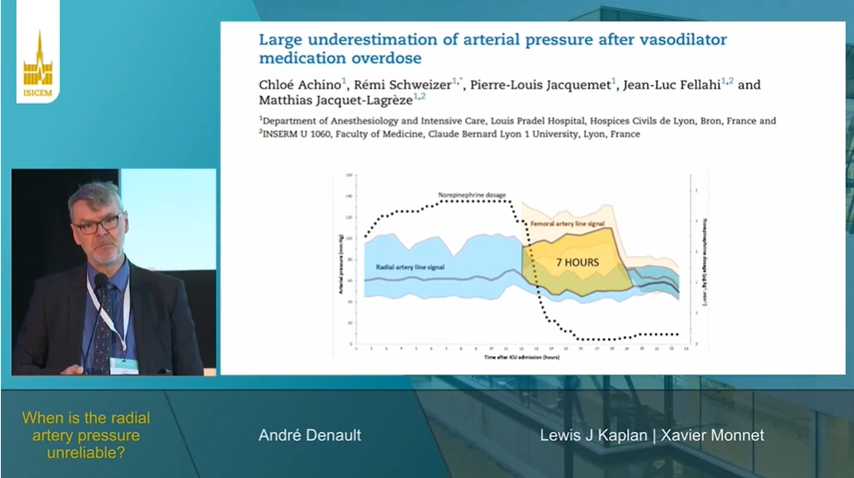 ISICEM
Large underestimation of arterial pressure after vasodilator
medication overdose
Chloé Achino¹, Rémi Schweizer¹,*, Pierre-Louis Jacquemet¹, Jean-Luc Fellahi¹,² and
Matthias Jacquet-Lagrèze¹,²
¹Department of Anesthesiology and Intensive Care, Louis Pradel Hospital, Hospices Civils de Lyon, Bron, France and
²INSERM U 1060, Faculty of Medicine, Claude Bernard Lyon 1 University, Lyon, France
Norepinephrine dosage
Femoral artery line signal
7 HOURS
Radial artery line signal
Arterial pressure (mm Hg)
Time after ICU admission (hours)
When is the radial
artery pressure
unreliable?
André Denault
Lewis J Kaplan | Xavier Monnet